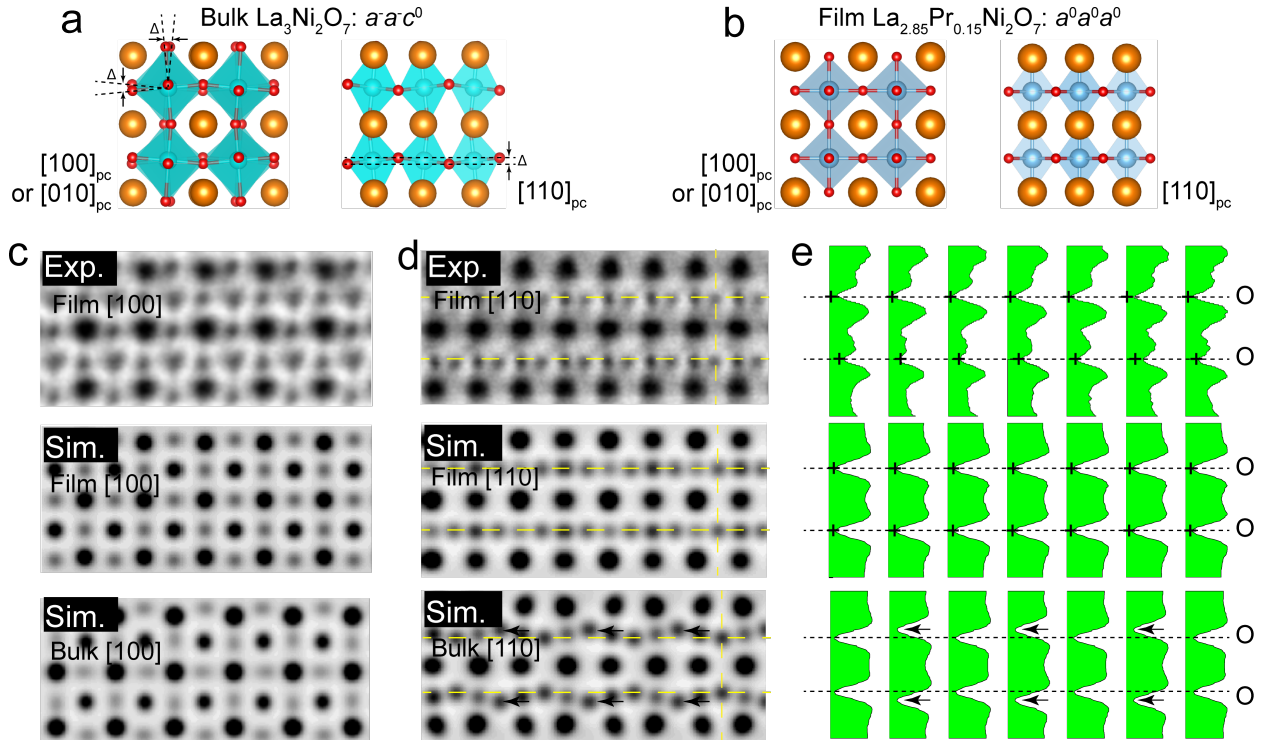 a
Bulk La₃Ni₂O₇: a⁻a⁻c⁰
Δ
Δ
[100]pc
or [010]pc
Δ
[110]pc
b
Film La₂.₈₅Pr₀.₁₅Ni₂O₇: a⁰a⁰a⁰
[100]pc
or [010]pc
[110]pc
c
Exp.
Film [100]
Sim.
Film [100]
Sim.
Bulk [100]
d
Exp.
Film [110]
Sim.
Film [110]
Sim.
Bulk [110]
e
O
O
O
O
O
O